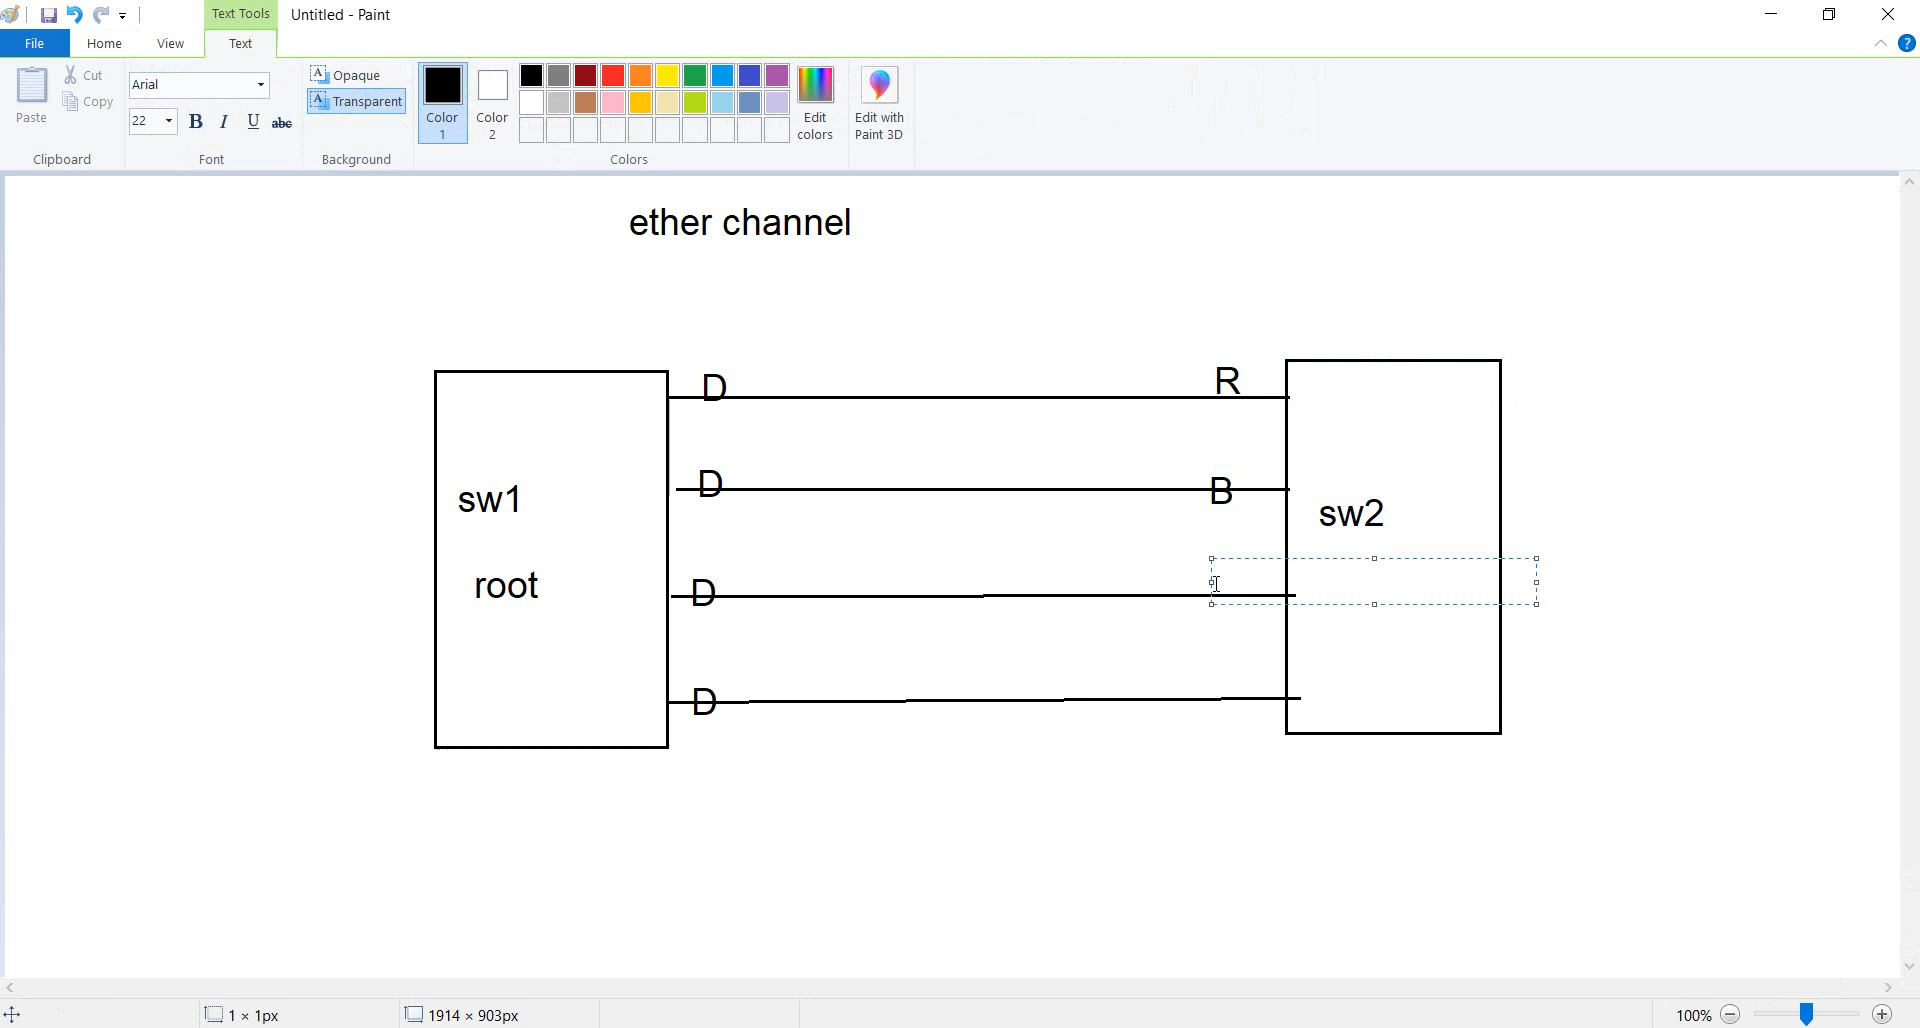 Text Tools
Untitled - Paint
File
Home
View
Text
Paste
Cut
Copy
Clipboard
Arial
22
B
I
U
abc
Font
A Opaque
A Transparent
Background
Color
1
Color
2
Edit
colors
Colors
Edit with
Paint 3D
ether channel
D
R
D
B
sw1
sw2
root
D
D
1 × 1px
1914 × 903px
100%